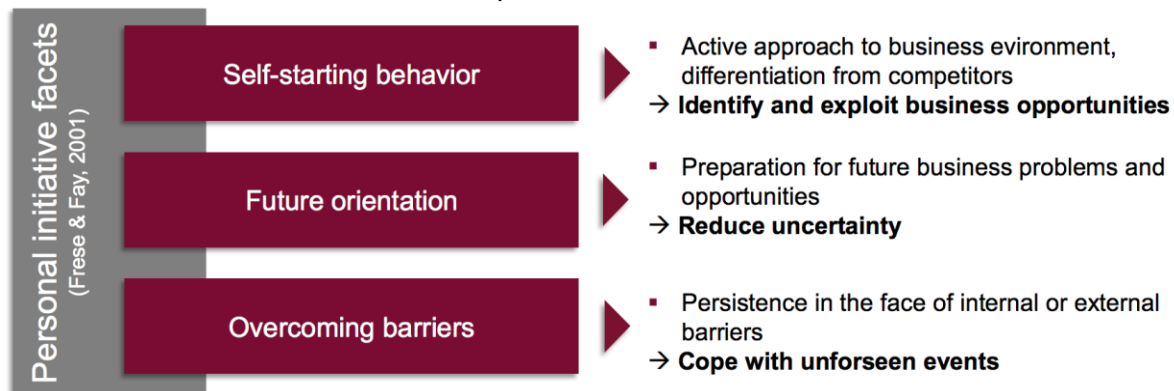 Personal initiative facets
(Frese & Fay, 2001)
Self-starting behavior
▪ Active approach to business evironment,
differentiation from competitors
→ Identify and exploit business opportunities
Future orientation
▪ Preparation for future business problems and
opportunities
→ Reduce uncertainty
Overcoming barriers
▪ Persistence in the face of internal or external
barriers
→ Cope with unforseen events